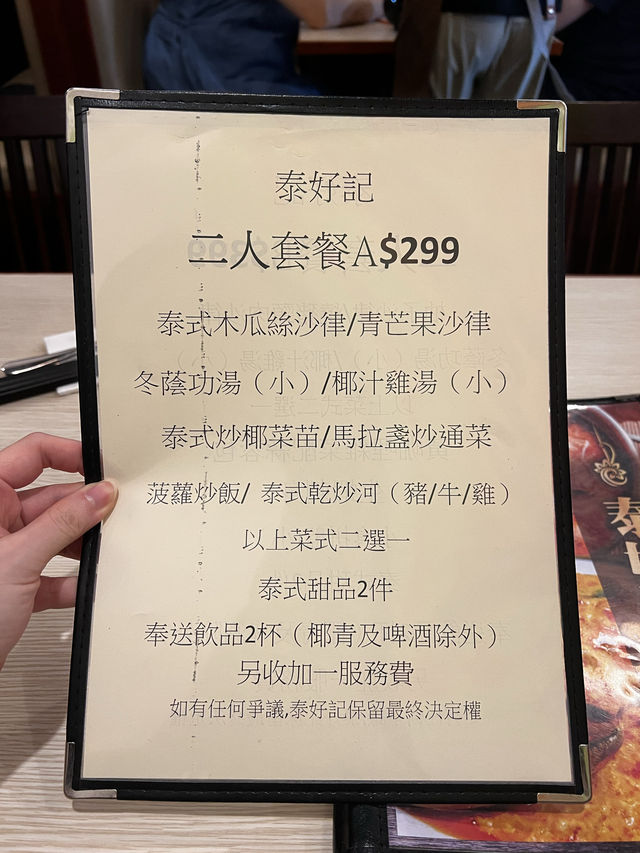 泰好記
二人套餐A$299
泰式木瓜絲沙律/青芒果沙律
冬蔭功湯（小）/椰汁雞湯（小）
泰式炒椰菜苗/馬拉盞炒通菜
菠蘿炒飯/ 泰式乾炒河（豬/牛/雞）
以上菜式二選一
泰式甜品2件
奉送飲品2杯（椰青及啤酒除外）
另收加一服務費
如有任何爭議,泰好記保留最終決定權
泰